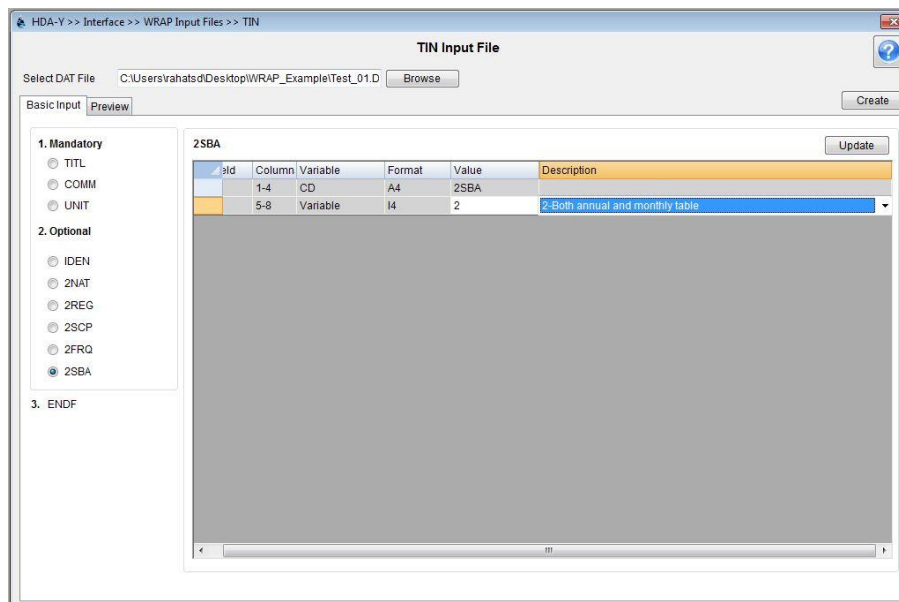 HDA-Y >> Interface >> WRAP Input Files >> TIN
TIN Input File
?
Select DAT File C:\Users\rahatsd\Desktop\WRAP_Example\Test_01.D Browse
Basic Input Preview Create
1. Mandatory
TITL
COMM
UNIT
2. Optional
IDEN
2NAT
2REG
2SCP
2FRQ
2SBA
3. ENDF
2SBA Update
eld Column Variable Format Value Description
1-4 CD A4 2SBA
5-8 Variable I4 2 2-Both annual and monthly table